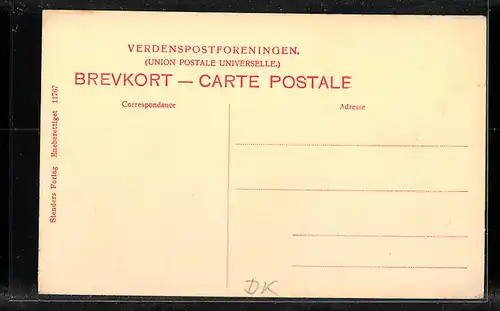 VERDENSPOSTFORENINGEN.
(UNION POSTALE UNIVERSELLE.)
BREVKORT — CARTE POSTALE
Correspondance
Adresse
Stenders Forlag Eneberettiget 11767
DK